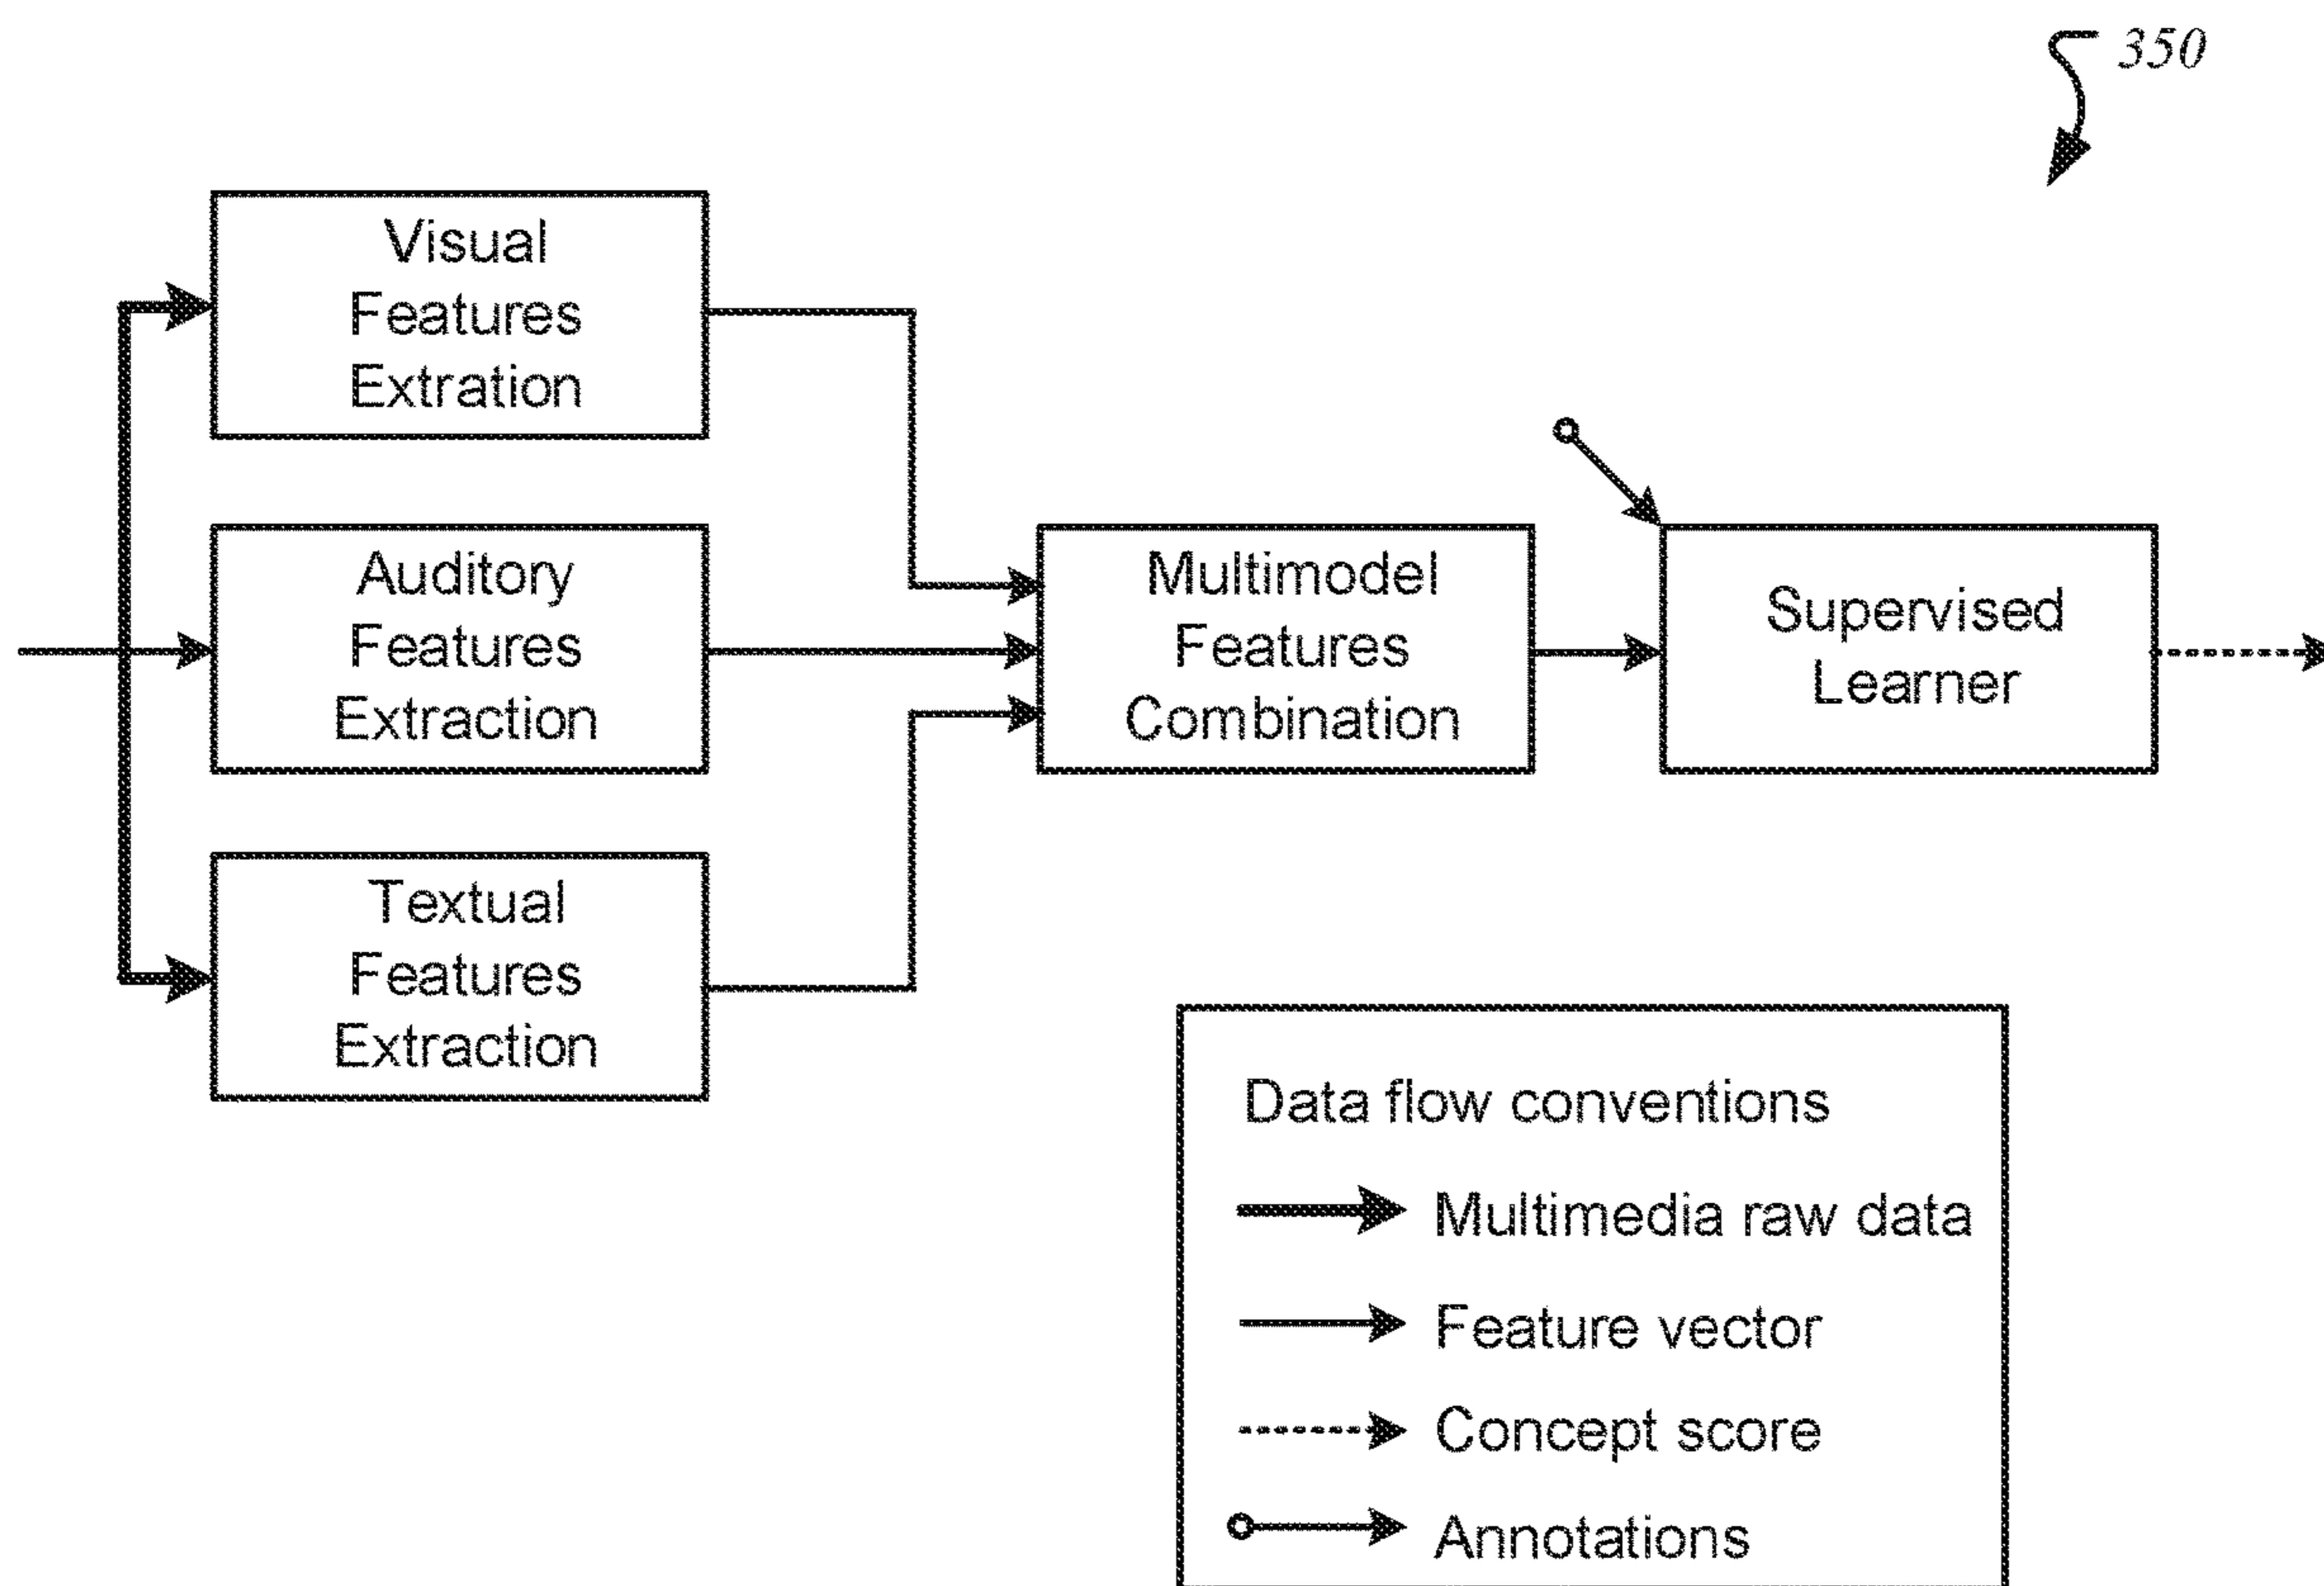 350
Visual
Features
Extration
Auditory
Features
Extraction
Textual
Features
Extraction
Multimodel
Features
Combination
Supervised
Learner
Data flow conventions
Multimedia raw data
Feature vector
Concept score
Annotations